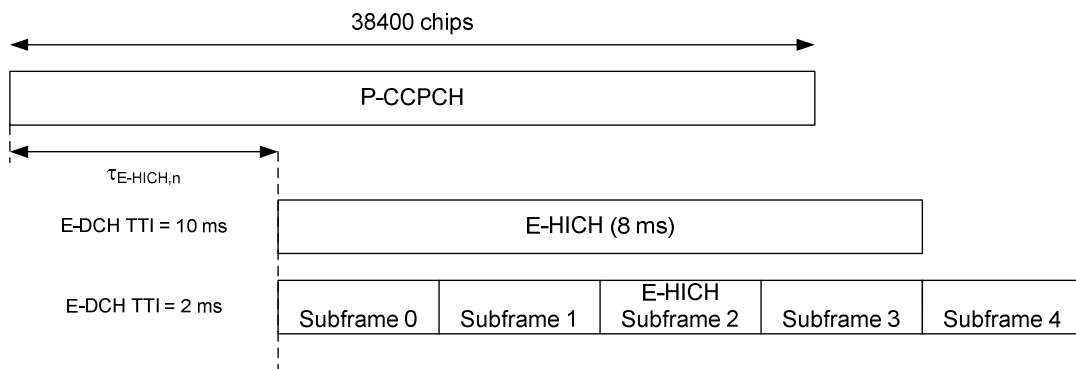 38400 chips
P-CCPCH
τE-HICH,n
E-DCH TTI = 10 ms
E-HICH (8 ms)
E-DCH TTI = 2 ms
E-HICH
Subframe 0 Subframe 1 Subframe 2 Subframe 3 Subframe 4